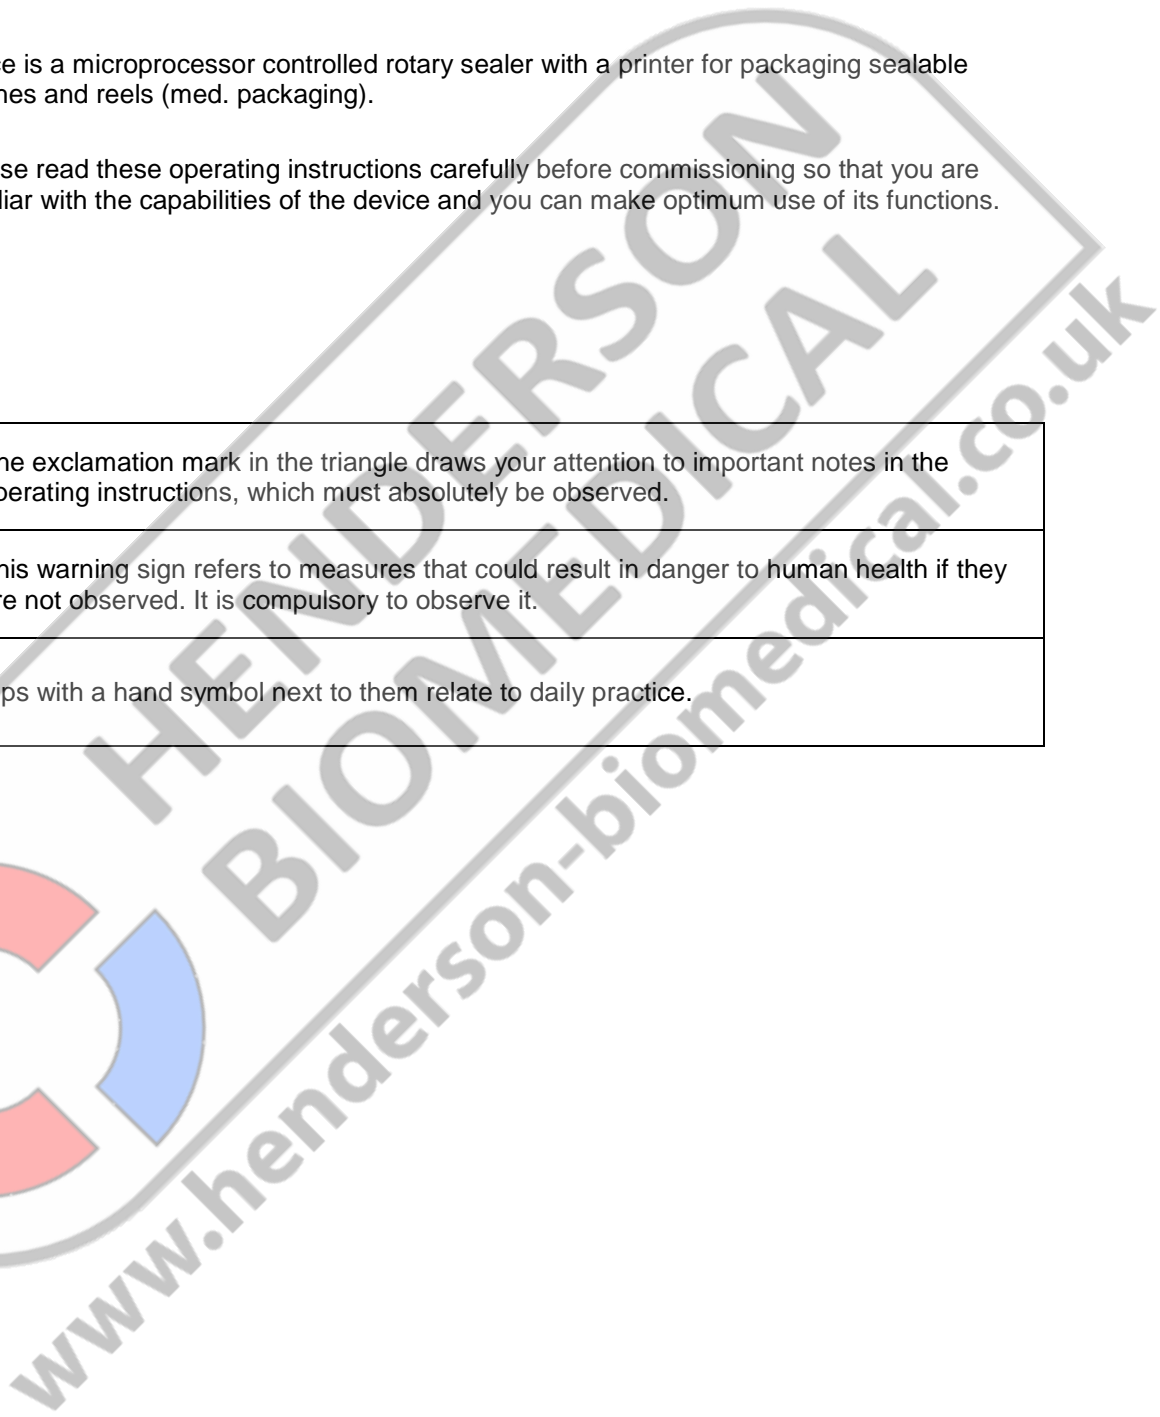 ce is a microprocessor controlled rotary sealer with a printer for packaging sealable
hes and reels (med. packaging).
se read these operating instructions carefully before commissioning so that you are
liar with the capabilities of the device and you can make optimum use of its functions.
he exclamation mark in the triangle draws your attention to important notes in the
perating instructions, which must absolutely be observed.
his warning sign refers to measures that could result in danger to human health if they
re not observed. It is compulsory to observe it.
ps with a hand symbol next to them relate to daily practice.
HENDERSON
BIOMEDICAL
www.henderson-biomedical.co.uk